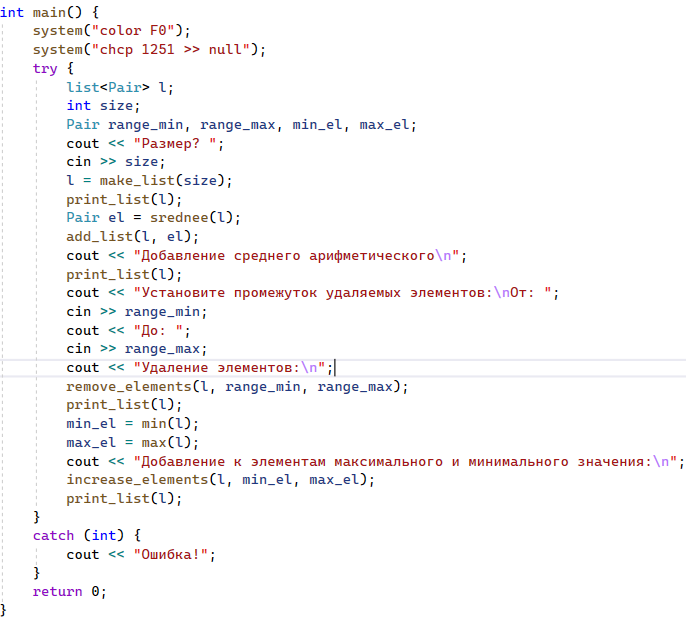 int main() {
    system("color F0");
    system("chcp 1251 >> null");
    try {
        list<Pair> l;
        int size;
        Pair range_min, range_max, min_el, max_el;
        cout << "Размер? ";
        cin >> size;
        l = make_list(size);
        print_list(l);
        Pair el = srednee(l);
        add_list(l, el);
        cout << "Добавление среднего арифметического\n";
        print_list(l);
        cout << "Установите промежуток удаляемых элементов:\nОт: ";
        cin >> range_min;
        cout << "До: ";
        cin >> range_max;
        cout << "Удаление элементов:\n";
        remove_elements(l, range_min, range_max);
        print_list(l);
        min_el = min(l);
        max_el = max(l);
        cout << "Добавление к элементам максимального и минимального значения:\n";
        increase_elements(l, min_el, max_el);
        print_list(l);
    }
    catch (int) {
        cout << "Ошибка!";
    }
    return 0;
}